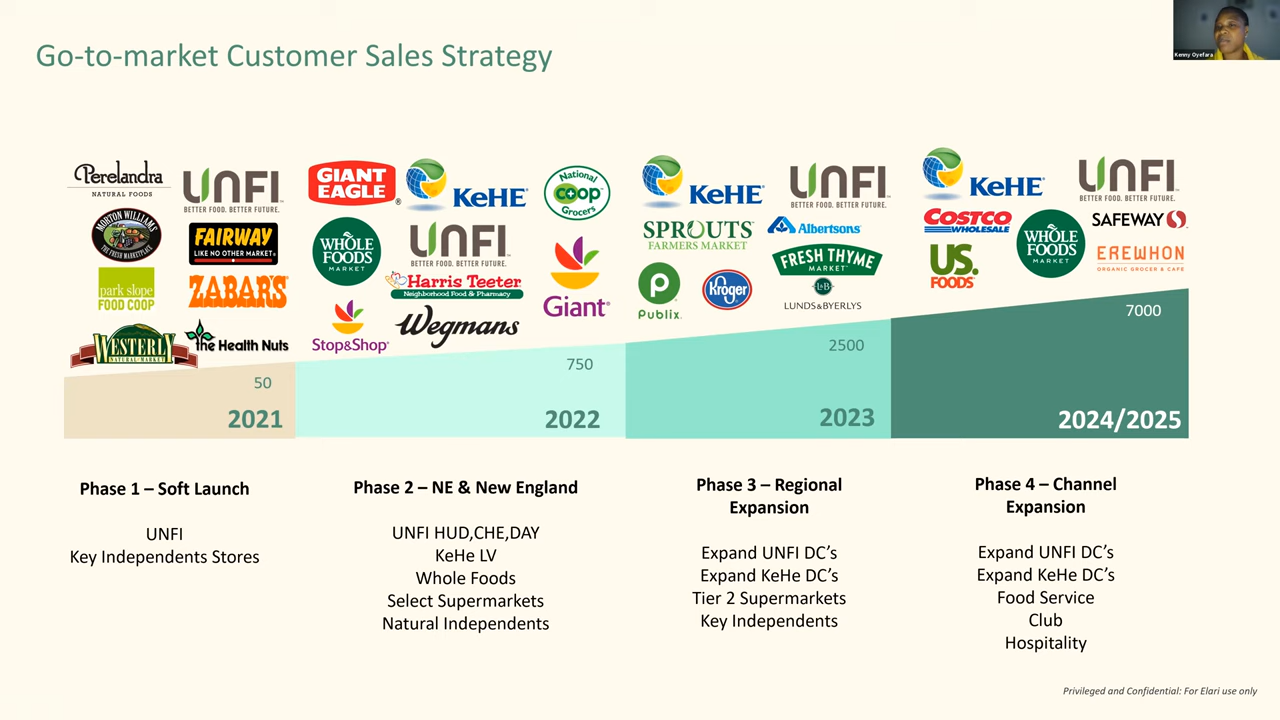 Go-to-market Customer Sales Strategy
Kenny Oyefara
Perelandra
NATURAL FOODS
UNFI
BETTER FOOD. BETTER FUTURE.
MORTON WILLIAMS
THE FRESH MARKETPLACE
FAIRWAY
LIKE NO OTHER MARKET®
park slope
FOOD COOP
ZABAR'S®
WESTERLY
NATURAL MARKET
the Health Nuts
GIANT
EAGLE®
KeHE®
National
co+op
Grocers
WHOLE
FOODS
MARKET
UNFI
BETTER FOOD. BETTER FUTURE.
Harris Teeter
Neighborhood Food & Pharmacy
Giant®
Stop&Shop®
Wegmans
KeHE®
UNFI
BETTER FOOD. BETTER FUTURE.
SPROUTS
FARMERS MARKET
Albertsons®
FRESH THYME
MARKET
Publix.
Kroger
L&B
LUNDS&BYERLYS
KeHE®
UNFI
BETTER FOOD. BETTER FUTURE.
COSTCO
WHOLESALE
WHOLE
FOODS
MARKET
SAFEWAY
US.
FOODS®
EREWHON
ORGANIC GROCER & CAFE
50
2021
750
2022
2500
2023
7000
2024/2025
Phase 1 – Soft Launch
UNFI
Key Independents Stores
Phase 2 – NE & New England
UNFI HUD,CHE,DAY
KeHe LV
Whole Foods
Select Supermarkets
Natural Independents
Phase 3 – Regional
Expansion
Expand UNFI DC's
Expand KeHe DC's
Tier 2 Supermarkets
Key Independents
Phase 4 – Channel
Expansion
Expand UNFI DC's
Expand KeHe DC's
Food Service
Club
Hospitality
Privileged and Confidential: For Elari use only